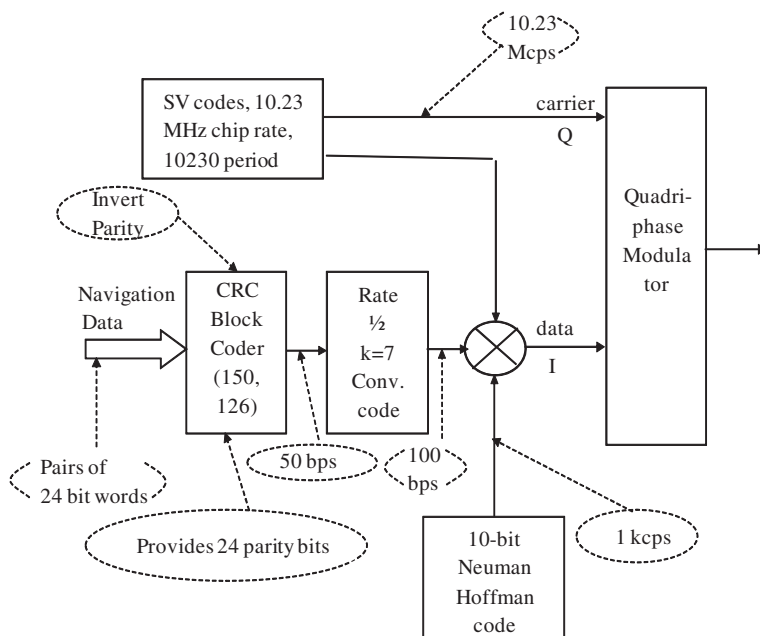 10.23
Mcps
SV codes, 10.23
MHz chip rate,
10230 period
carrier
Q
Quadri-
phase
Modula
tor
Invert
Parity
Navigation
Data
CRC
Block
Coder
(150,
126)
Rate
½
k=7
Conv.
code
data
I
Pairs of
24 bit words
50 bps
100
bps
Provides 24 parity bits
1 kcps
10-bit
Neuman
Hoffman
code